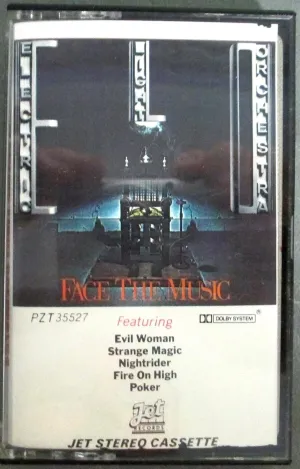 ELECTRIC
LIGHT
ORCHESTRA
E L O
FACE THE MUSIC
PZT 35527
Featuring
DOLBY SYSTEM
Evil Woman
Strange Magic
Nightrider
Fire On High
Poker
Jet
RECORDS
JET STEREO CASSETTE